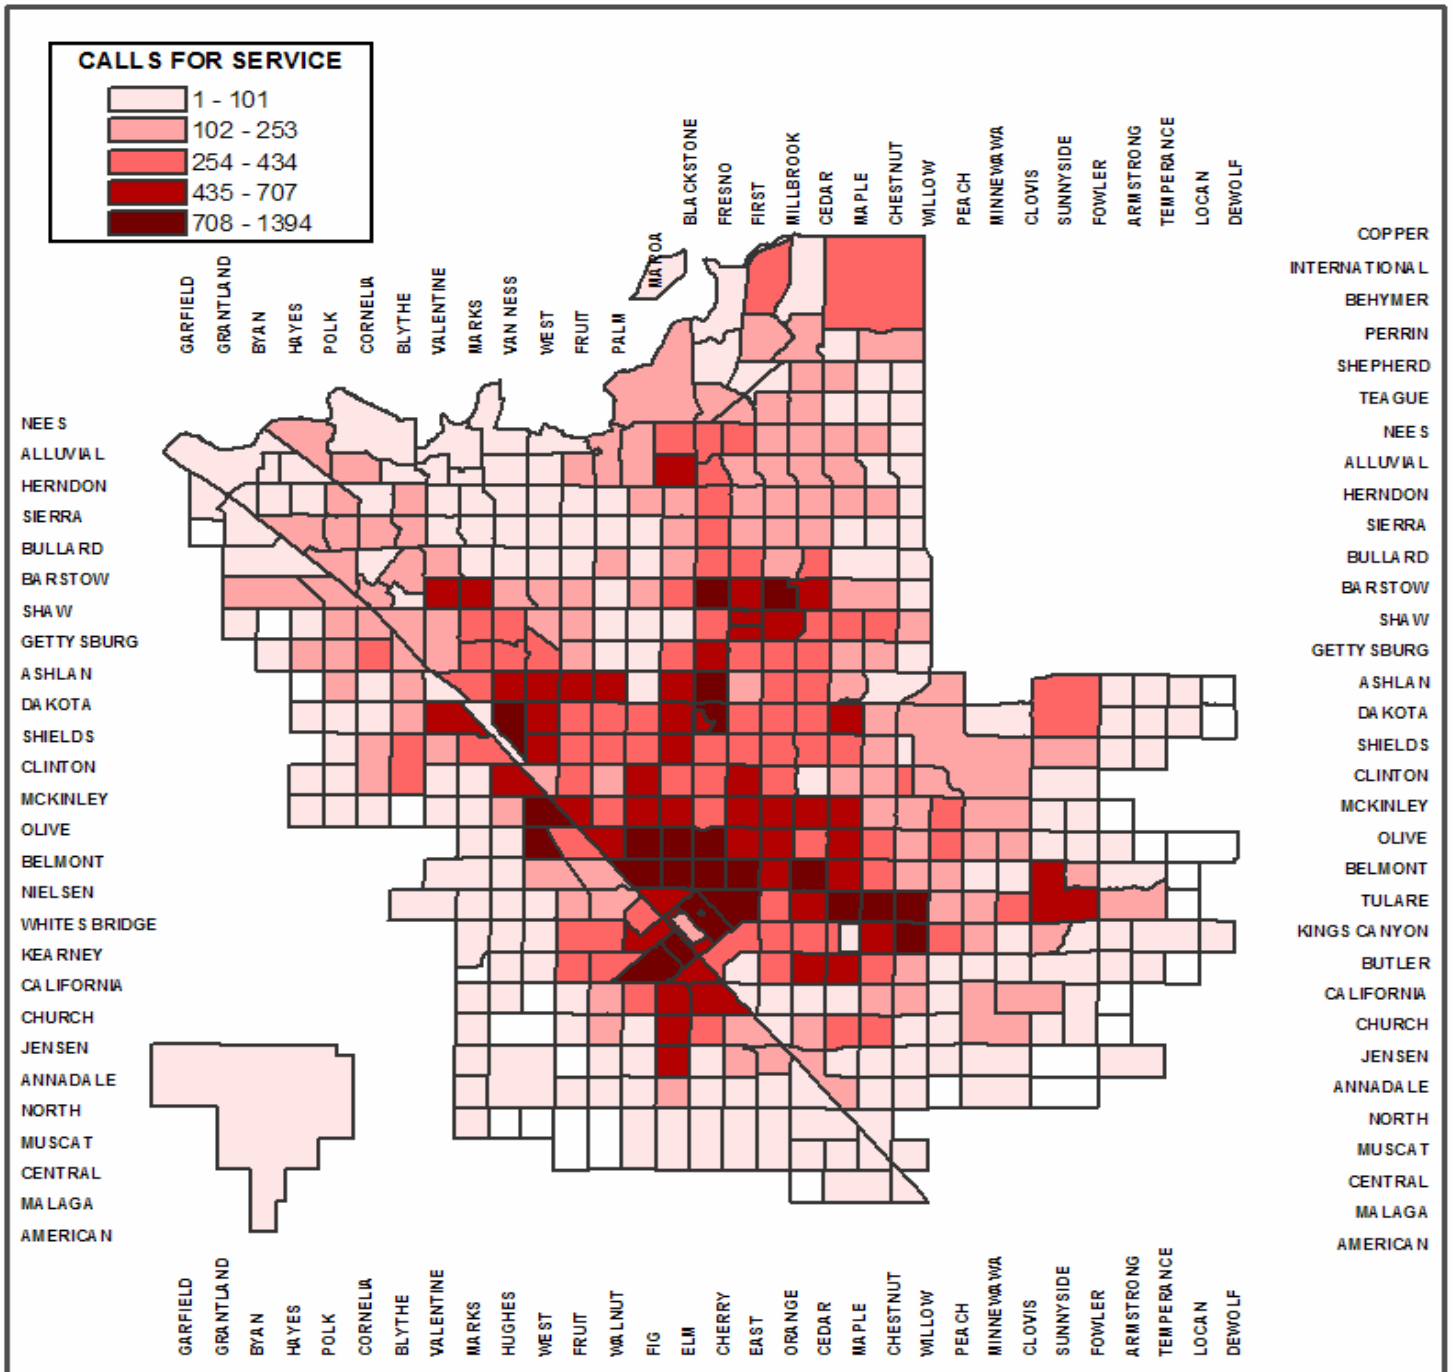 CALLS FOR SERVICE
1 - 101
102 - 253
254 - 434
435 - 707
708 - 1394
BLACKSTONE
FRESNO
FIRST
MILLBROOK
CEDAR
MAPLE
CHESTNUT
WILLOW
PEACH
MINNEWAWA
CLOVIS
SUNNYSIDE
FOWLER
ARMSTRONG
TEMPERANCE
LOCAN
DEWOLF
MAROA
GARFIELD
GRANTLAND
BYAN
HAYES
POLK
CORNELIA
BLYTHE
VALENTINE
MARKS
VAN NESS
WEST
FRUIT
PALM
NEES
ALLUVIAL
HERNDON
SIERRA
BULLARD
BARSTOW
SHAW
GETTYSBURG
ASHLAN
DAKOTA
SHIELDS
CLINTON
MCKINLEY
OLIVE
BELMONT
NIELSEN
WHITESBRIDGE
KEARNEY
CALIFORNIA
CHURCH
JENSEN
ANNADALE
NORTH
MUSCAT
CENTRAL
MALAGA
AMERICAN
COPPER
INTERNATIONAL
BEHYMER
PERRIN
SHEPHERD
TEAGUE
NEES
ALLUVIAL
HERNDON
SIERRA
BULLARD
BARSTOW
SHAW
GETTYSBURG
ASHLAN
DAKOTA
SHIELDS
CLINTON
MCKINLEY
OLIVE
BELMONT
TULARE
KINGS CANYON
BUTLER
CALIFORNIA
CHURCH
JENSEN
ANNADALE
NORTH
MUSCAT
CENTRAL
MALAGA
AMERICAN
GARFIELD
GRANTLAND
BYAN
HAYES
POLK
CORNELIA
BLYTHE
VALENTINE
MARKS
HUGHES
WEST
FRUIT
WALNUT
FIG
ELM
CHERRY
EAST
ORANGE
CEDAR
MAPLE
CHESTNUT
WILLOW
PEACH
MINNEWAWA
CLOVIS
SUNNYSIDE
FOWLER
ARMSTRONG
TEMPERANCE
LOCAN
DEWOLF